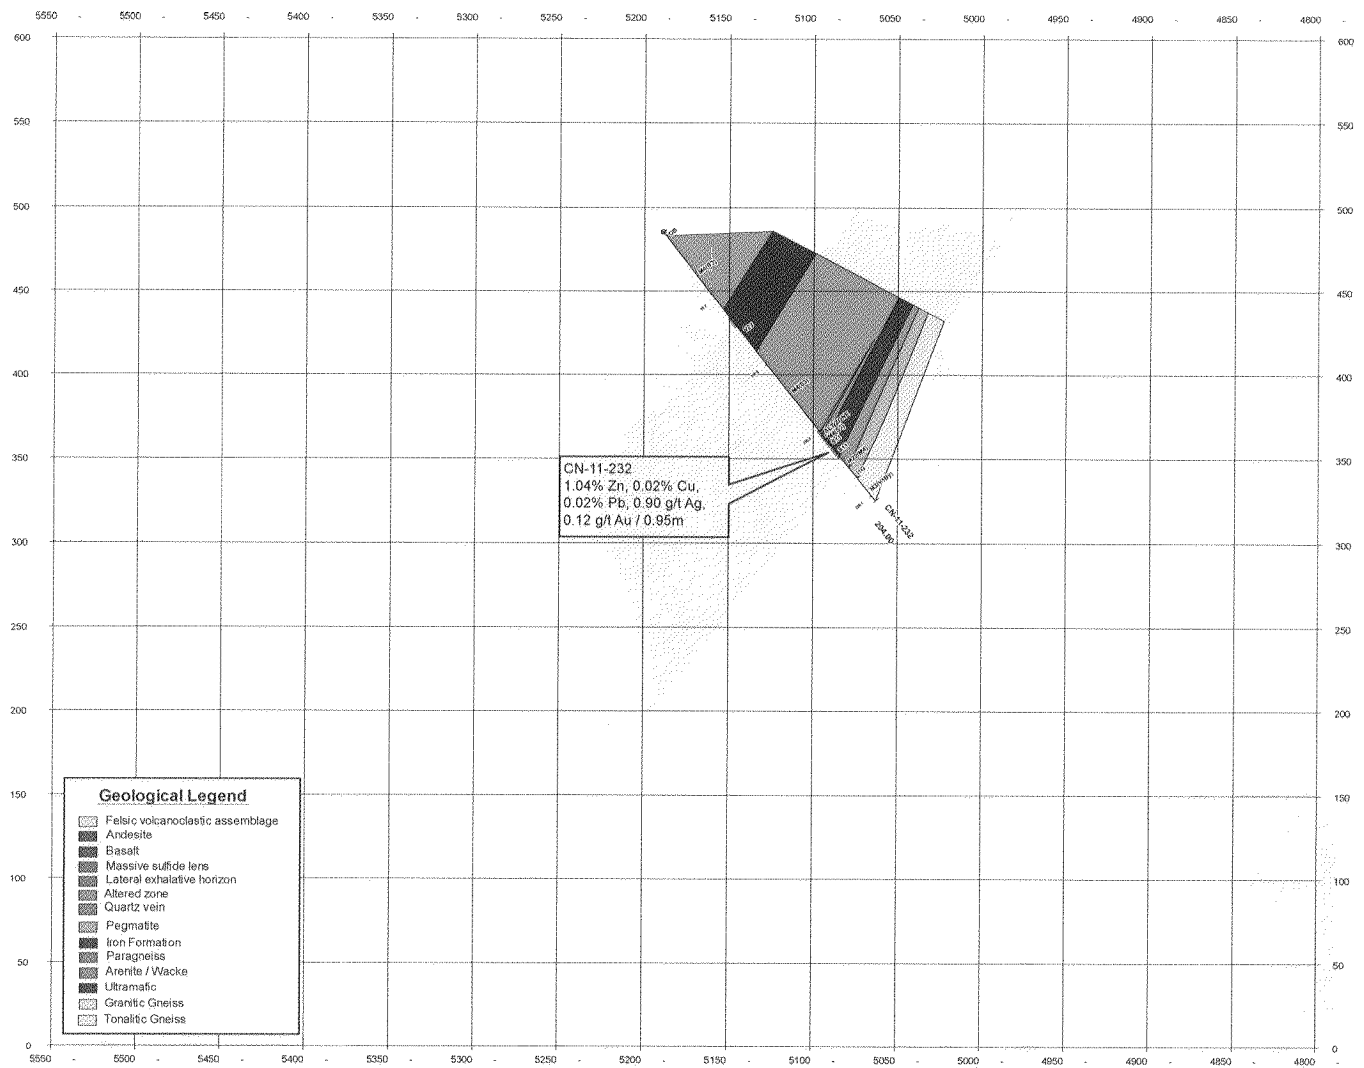 5550 5500 5450 5400 5350 5300 5250 5200 5150 5100 5050 5000 4950 4900 4850 4800
600 600
550 550
500 500
450 450
400 400
350 350
CN-11-232
1.04% Zn, 0.02% Cu,
0.02% Pb, 0.90 g/t Ag,
0.12 g/t Au / 0.95m
CN-11-232
204.00
300 300
250 250
200 200
150 150
Geological Legend
Felsic volcanoclastic assemblage
Andesite
Basalt
Massive sulfide lens
Lateral exhalative horizon
Altered zone
Quartz vein
Pegmatite
Iron Formation
Paragneiss
Arenite / Wacke
Ultramafic
Granitic Gneiss
Tonalitic Gneiss
100 100
50 50
0 0
5550 5500 5450 5400 5350 5300 5250 5200 5150 5100 5050 5000 4950 4900 4850 4800